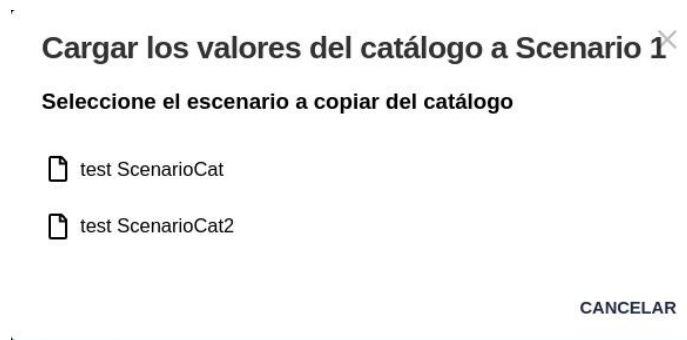 Cargar los valores del catálogo a Scenario 1
Seleccione el escenario a copiar del catálogo
test ScenarioCat
test ScenarioCat2
CANCELAR